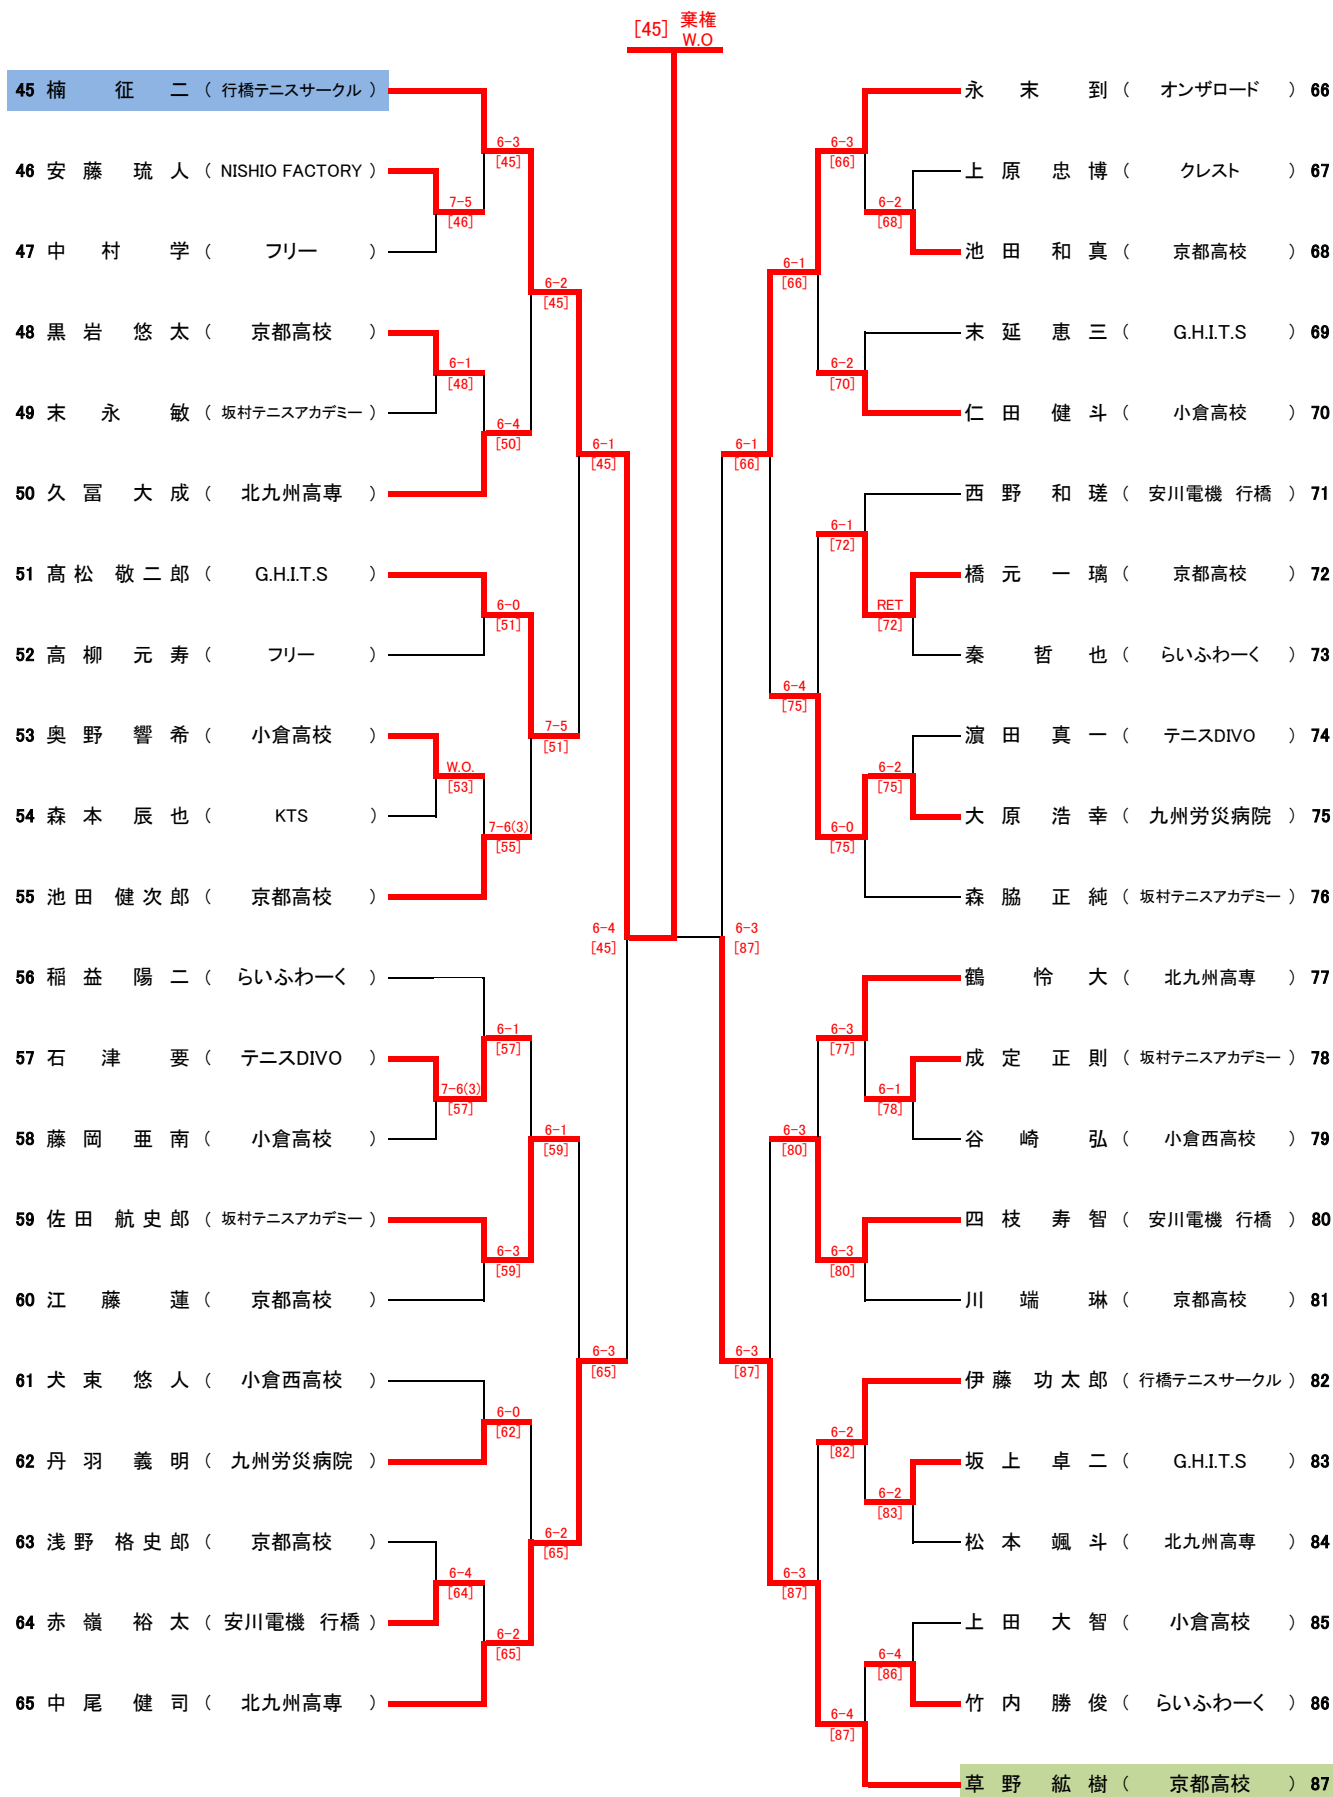 [45] 棄権
W.O
45 楠 征 二 ( 行橋テニスサークル )
6-3
[45]
46 安 藤 琉 人 ( NISHIO FACTORY )
7-5
[46]
47 中 村 学 ( フリー )
6-2
[45]
48 黒 岩 悠 太 ( 京都高校 )
6-1
[48]
49 末 永 敏 ( 坂村テニスアカデミー )
6-4
[50]
6-1
[45]
50 久 冨 大 成 ( 北九州高専 )
51 髙 松 敬 二 郎 ( G.H.I.T.S )
6-0
[51]
52 高 柳 元 寿 ( フリー )
7-5
[51]
53 奥 野 響 希 ( 小倉高校 )
W.O.
[53]
54 森 本 辰 也 ( KTS )
7-6(3)
[55]
55 池 田 健 次 郎 ( 京都高校 )
6-4
[45]
56 稲 益 陽 二 ( らいふわーく )
6-1
[57]
57 石 津 要 ( テニスDIVO )
7-6(3)
[57]
58 藤 岡 亜 南 ( 小倉高校 )
6-1
[59]
59 佐 田 航 史 郎 ( 坂村テニスアカデミー )
6-3
[59]
60 江 藤 蓮 ( 京都高校 )
6-3
[65]
61 犬 束 悠 人 ( 小倉西高校 )
6-0
[62]
62 丹 羽 義 明 ( 九州労災病院 )
63 浅 野 格 史 郎 ( 京都高校 )
6-2
[65]
6-4
[64]
64 赤 嶺 裕 太 ( 安川電機 行橋 )
6-2
[65]
65 中 尾 健 司 ( 北九州高専 )
永 末 到 ( オンザロード ) 66
6-3
[66]
上 原 忠 博 ( クレスト ) 67
6-2
[68]
池 田 和 真 ( 京都高校 ) 68
6-1
[66]
末 延 恵 三 ( G.H.I.T.S ) 69
6-2
[70]
仁 田 健 斗 ( 小倉高校 ) 70
6-1
[66]
西 野 和 瑳 ( 安川電機 行橋 ) 71
6-1
[72]
橋 元 一 璃 ( 京都高校 ) 72
RET
[72]
秦 哲 也 ( らいふわーく ) 73
6-4
[75]
濵 田 真 一 ( テニスDIVO ) 74
6-2
[75]
大 原 浩 幸 ( 九州労災病院 ) 75
6-0
[75]
森 脇 正 純 ( 坂村テニスアカデミー ) 76
6-3
[87]
鶴 怜 大 ( 北九州高専 ) 77
6-3
[77]
成 定 正 則 ( 坂村テニスアカデミー ) 78
6-1
[78]
谷 崎 弘 ( 小倉西高校 ) 79
6-3
[80]
四 枝 寿 智 ( 安川電機 行橋 ) 80
6-3
[80]
川 端 琳 ( 京都高校 ) 81
6-3
[87]
伊 藤 功 太 郎 ( 行橋テニスサークル ) 82
6-2
[82]
坂 上 卓 二 ( G.H.I.T.S ) 83
6-2
[83]
松 本 颯 斗 ( 北九州高専 ) 84
6-3
[87]
上 田 大 智 ( 小倉高校 ) 85
6-4
[86]
竹 内 勝 俊 ( らいふわーく ) 86
6-4
[87]
草 野 紘 樹 ( 京都高校 ) 87